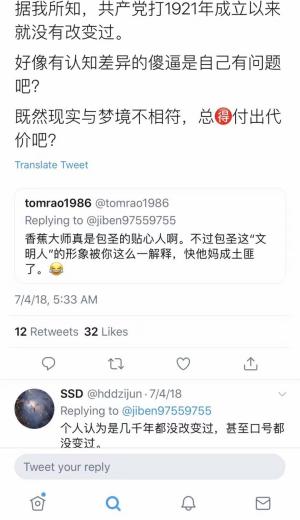 据我所知，共产党打1921年成立以来
就没有改变过。
好像有认知差异的傻逼是自己有问题
吧？
既然现实与梦境不相符，总🉐付出代
价吧？
Translate Tweet
tomrao1986 @tomrao1986
Replying to @jiben97559755
香蕉大师真是包圣的贴心人啊。不过包圣这“文
明人”的形象被你这么一解释，快他妈成土匪
了。😂
7/4/18, 5:33 AM
12 Retweets 32 Likes
SSD @hddzijun · 7/4/18
Replying to @jiben97559755
个人认为是几千年都没改变过，甚至口号都
没变过。
Tweet your reply